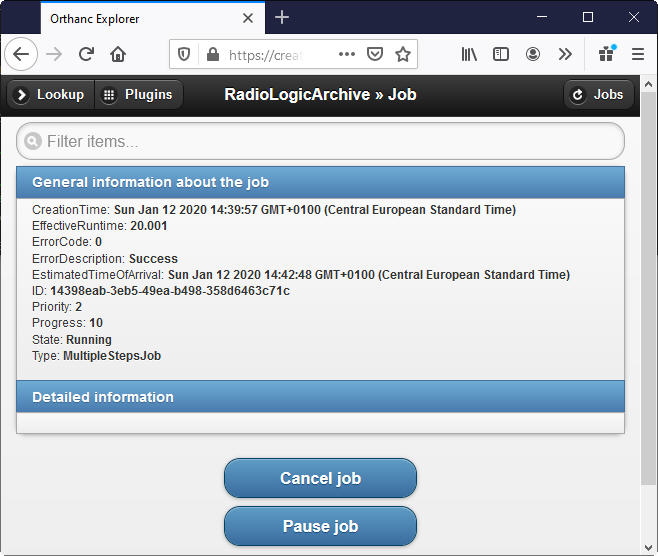 Orthanc Explorer
https://creat
Lookup
Plugins
RadioLogicArchive » Job
Jobs
Filter items...
General information about the job
CreationTime: Sun Jan 12 2020 14:39:57 GMT+0100 (Central European Standard Time)
EffectiveRuntime: 20.001
ErrorCode: 0
ErrorDescription: Success
EstimatedTimeOfArrival: Sun Jan 12 2020 14:42:48 GMT+0100 (Central European Standard Time)
ID: 14398eab-3eb5-49ea-b498-358d6463c71c
Priority: 2
Progress: 10
State: Running
Type: MultipleStepsJob
Detailed information
Cancel job
Pause job